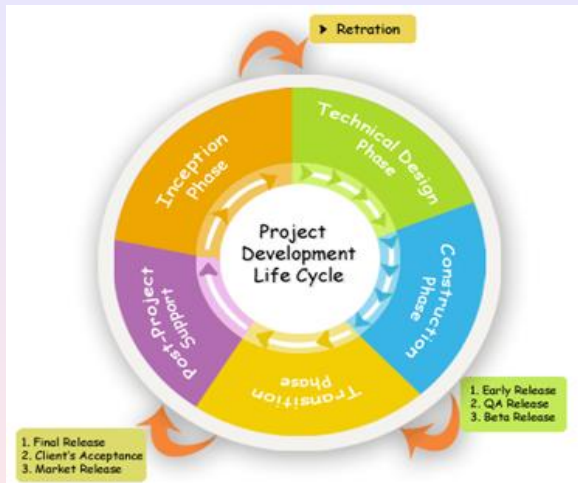 ➤ Retration
Technical Design
Phase
Inception
Phase
Project
Development
Life Cycle
Construction
Phase
Post-Project
Support
Transition
Phase
1. Early Release
2. QA Release
3. Beta Release
1. Final Release
2. Client's Acceptance
3. Market Release